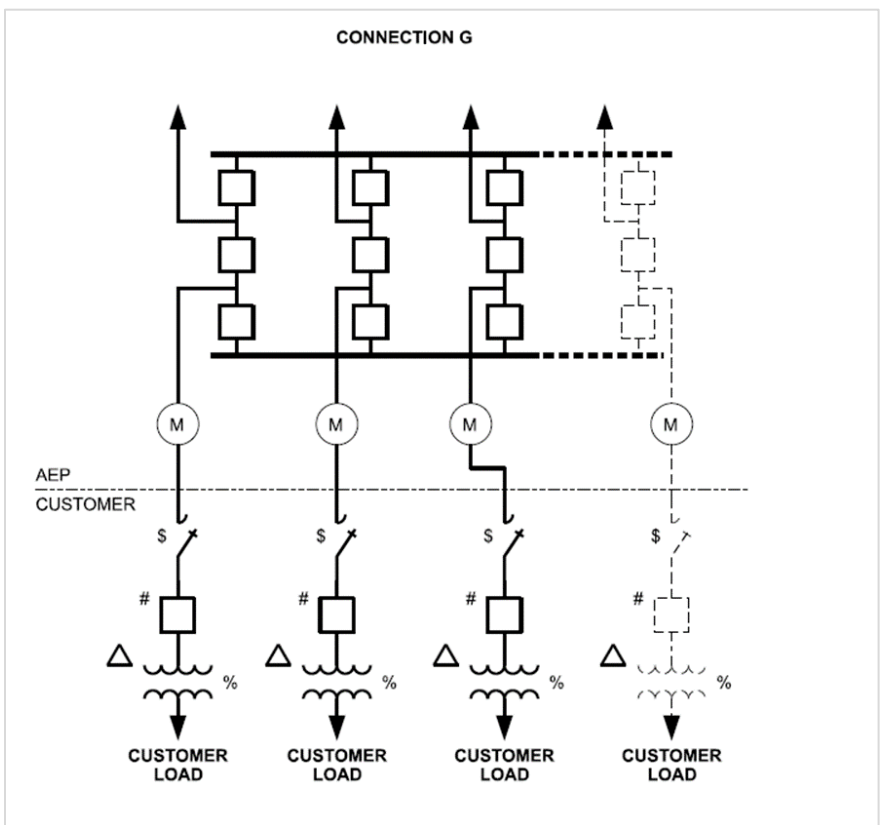 CONNECTION G
M M M M
AEP
CUSTOMER
$ $ $ $
# # # #
% % % %
CUSTOMER CUSTOMER CUSTOMER CUSTOMER
LOAD LOAD LOAD LOAD